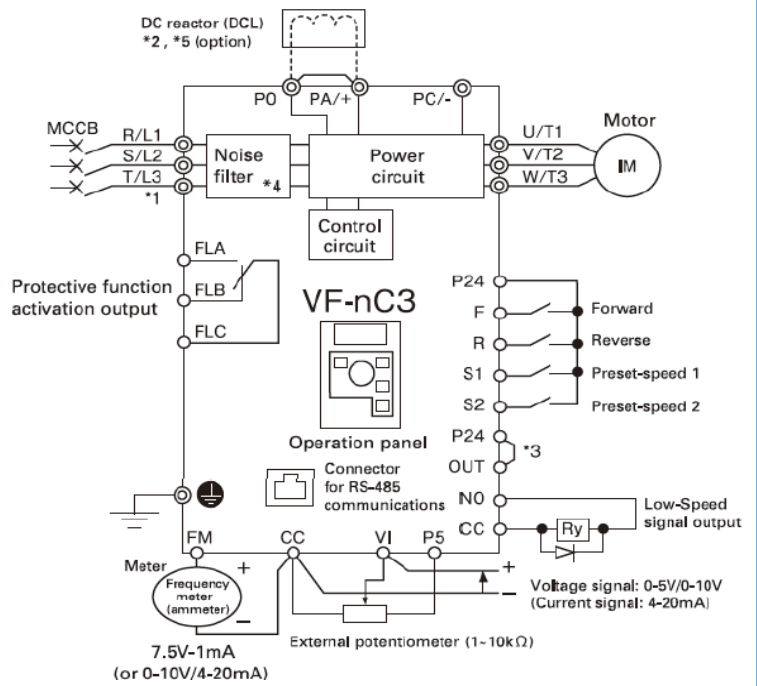 DC reactor (DCL)
*2 , *5 (option)
P0 PA/+ PC/-
MCCB
R/L1
S/L2
T/L3
*1
Noise
filter *4
Power
circuit
U/T1
V/T2
W/T3
Motor
IM
Control
circuit
FLA
FLB
FLC
Protective function
activation output
VF-nC3
Operation panel
Connector
for RS-485
communications
P24
F Forward
R Reverse
S1 Preset-speed 1
S2 Preset-speed 2
P24
OUT
*3
NO
CC
Ry
Low-Speed
signal output
FM CC VI P5
Meter + −
Frequency
meter
(ammeter)
7.5V-1mA
(or 0-10V/4-20mA)
External potentiometer (1~10kΩ)
+
−
Voltage signal: 0-5V/0-10V
(Current signal: 4-20mA)